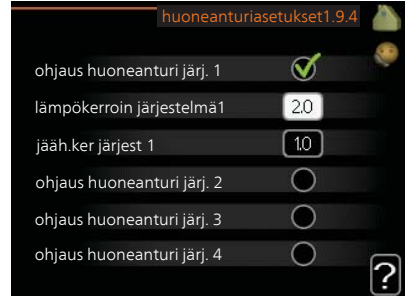 huoneanturiasetukset1.9.4
ohjaus huoneanturi järj. 1
lämpökerroin järjestelmä1 2.0
jääh.ker järjest 1 1.0
ohjaus huoneanturi järj. 2
ohjaus huoneanturi järj. 3
ohjaus huoneanturi järj. 4
?